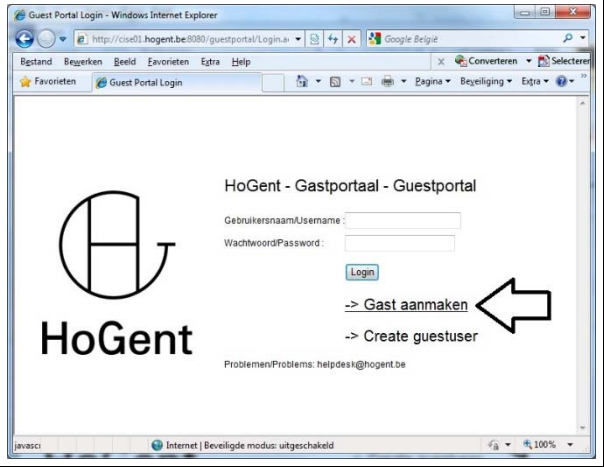 Guest Portal Login - Windows Internet Explorer
http://cise01.hogent.be:8080/guestportal/Login.a
Google België
Bestand Bewerken Beeld Favorieten Extra Help
x Converteren Selecteren
Favorieten Guest Portal Login
Pagina Beveiliging Extra
HoGent - Gastportaal - Guestportal
Gebruikersnaam/Username :
Wachtwoord/Password :
Login
-> Gast aanmaken
-> Create guestuser
HoGent
Problemen/Problems: helpdesk@hogent.be
javascr
Internet | Beveiligde modus: uitgeschakeld
100%